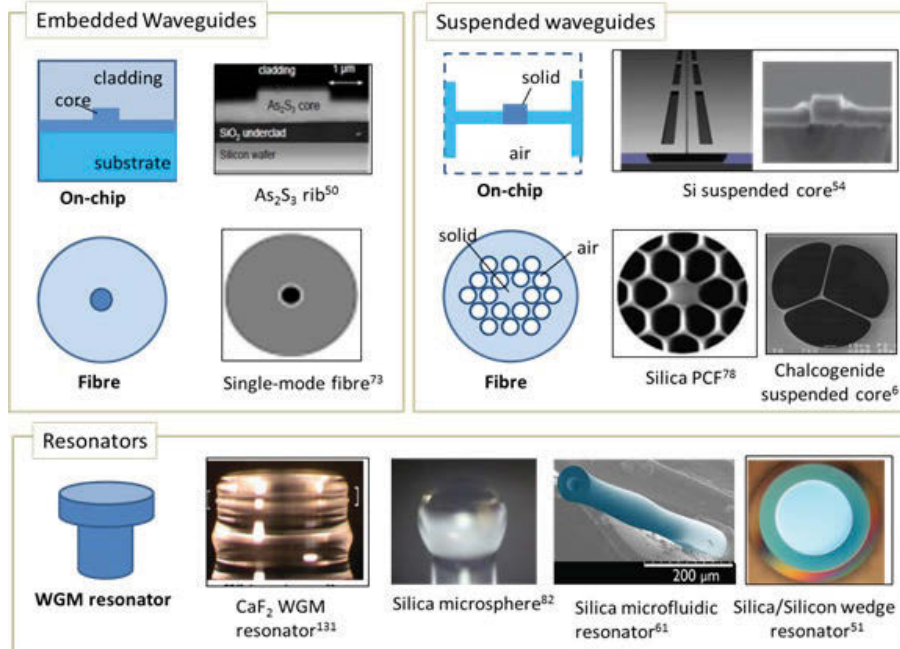 Embedded Waveguides
cladding
core
substrate
On-chip
cladding
1 μm
As₂S₃ core
SiO₂ underclad
Silicon wafer
As₂S₃ rib⁵⁰
Fibre
Single-mode fibre⁷³
Suspended waveguides
solid
air
On-chip
Si suspended core⁵⁴
solid
air
Fibre
Silica PCF⁷⁸
Chalcogenide
suspended core⁶
Resonators
WGM resonator
CaF₂ WGM
resonator¹³¹
Silica microsphere⁸²
200 μm
Silica microfluidic
resonator⁶¹
Silica/Silicon wedge
resonator⁵¹